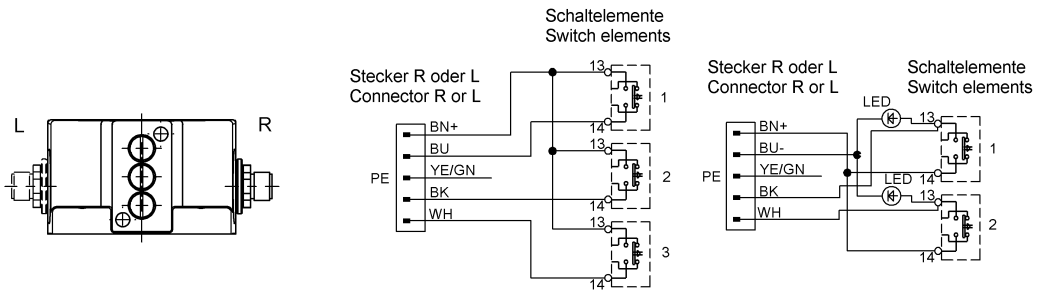 L
R
Stecker R oder L
Connector R or L
Schaltelemente
Switch elements
BN+
BU
YE/GN
PE
BK
WH
13
14
1
13
14
2
13
14
3
Stecker R oder L
Connector R or L
Schaltelemente
Switch elements
LED
BN+
BU-
YE/GN
PE
BK
WH
13
14
1
LED
13
14
2